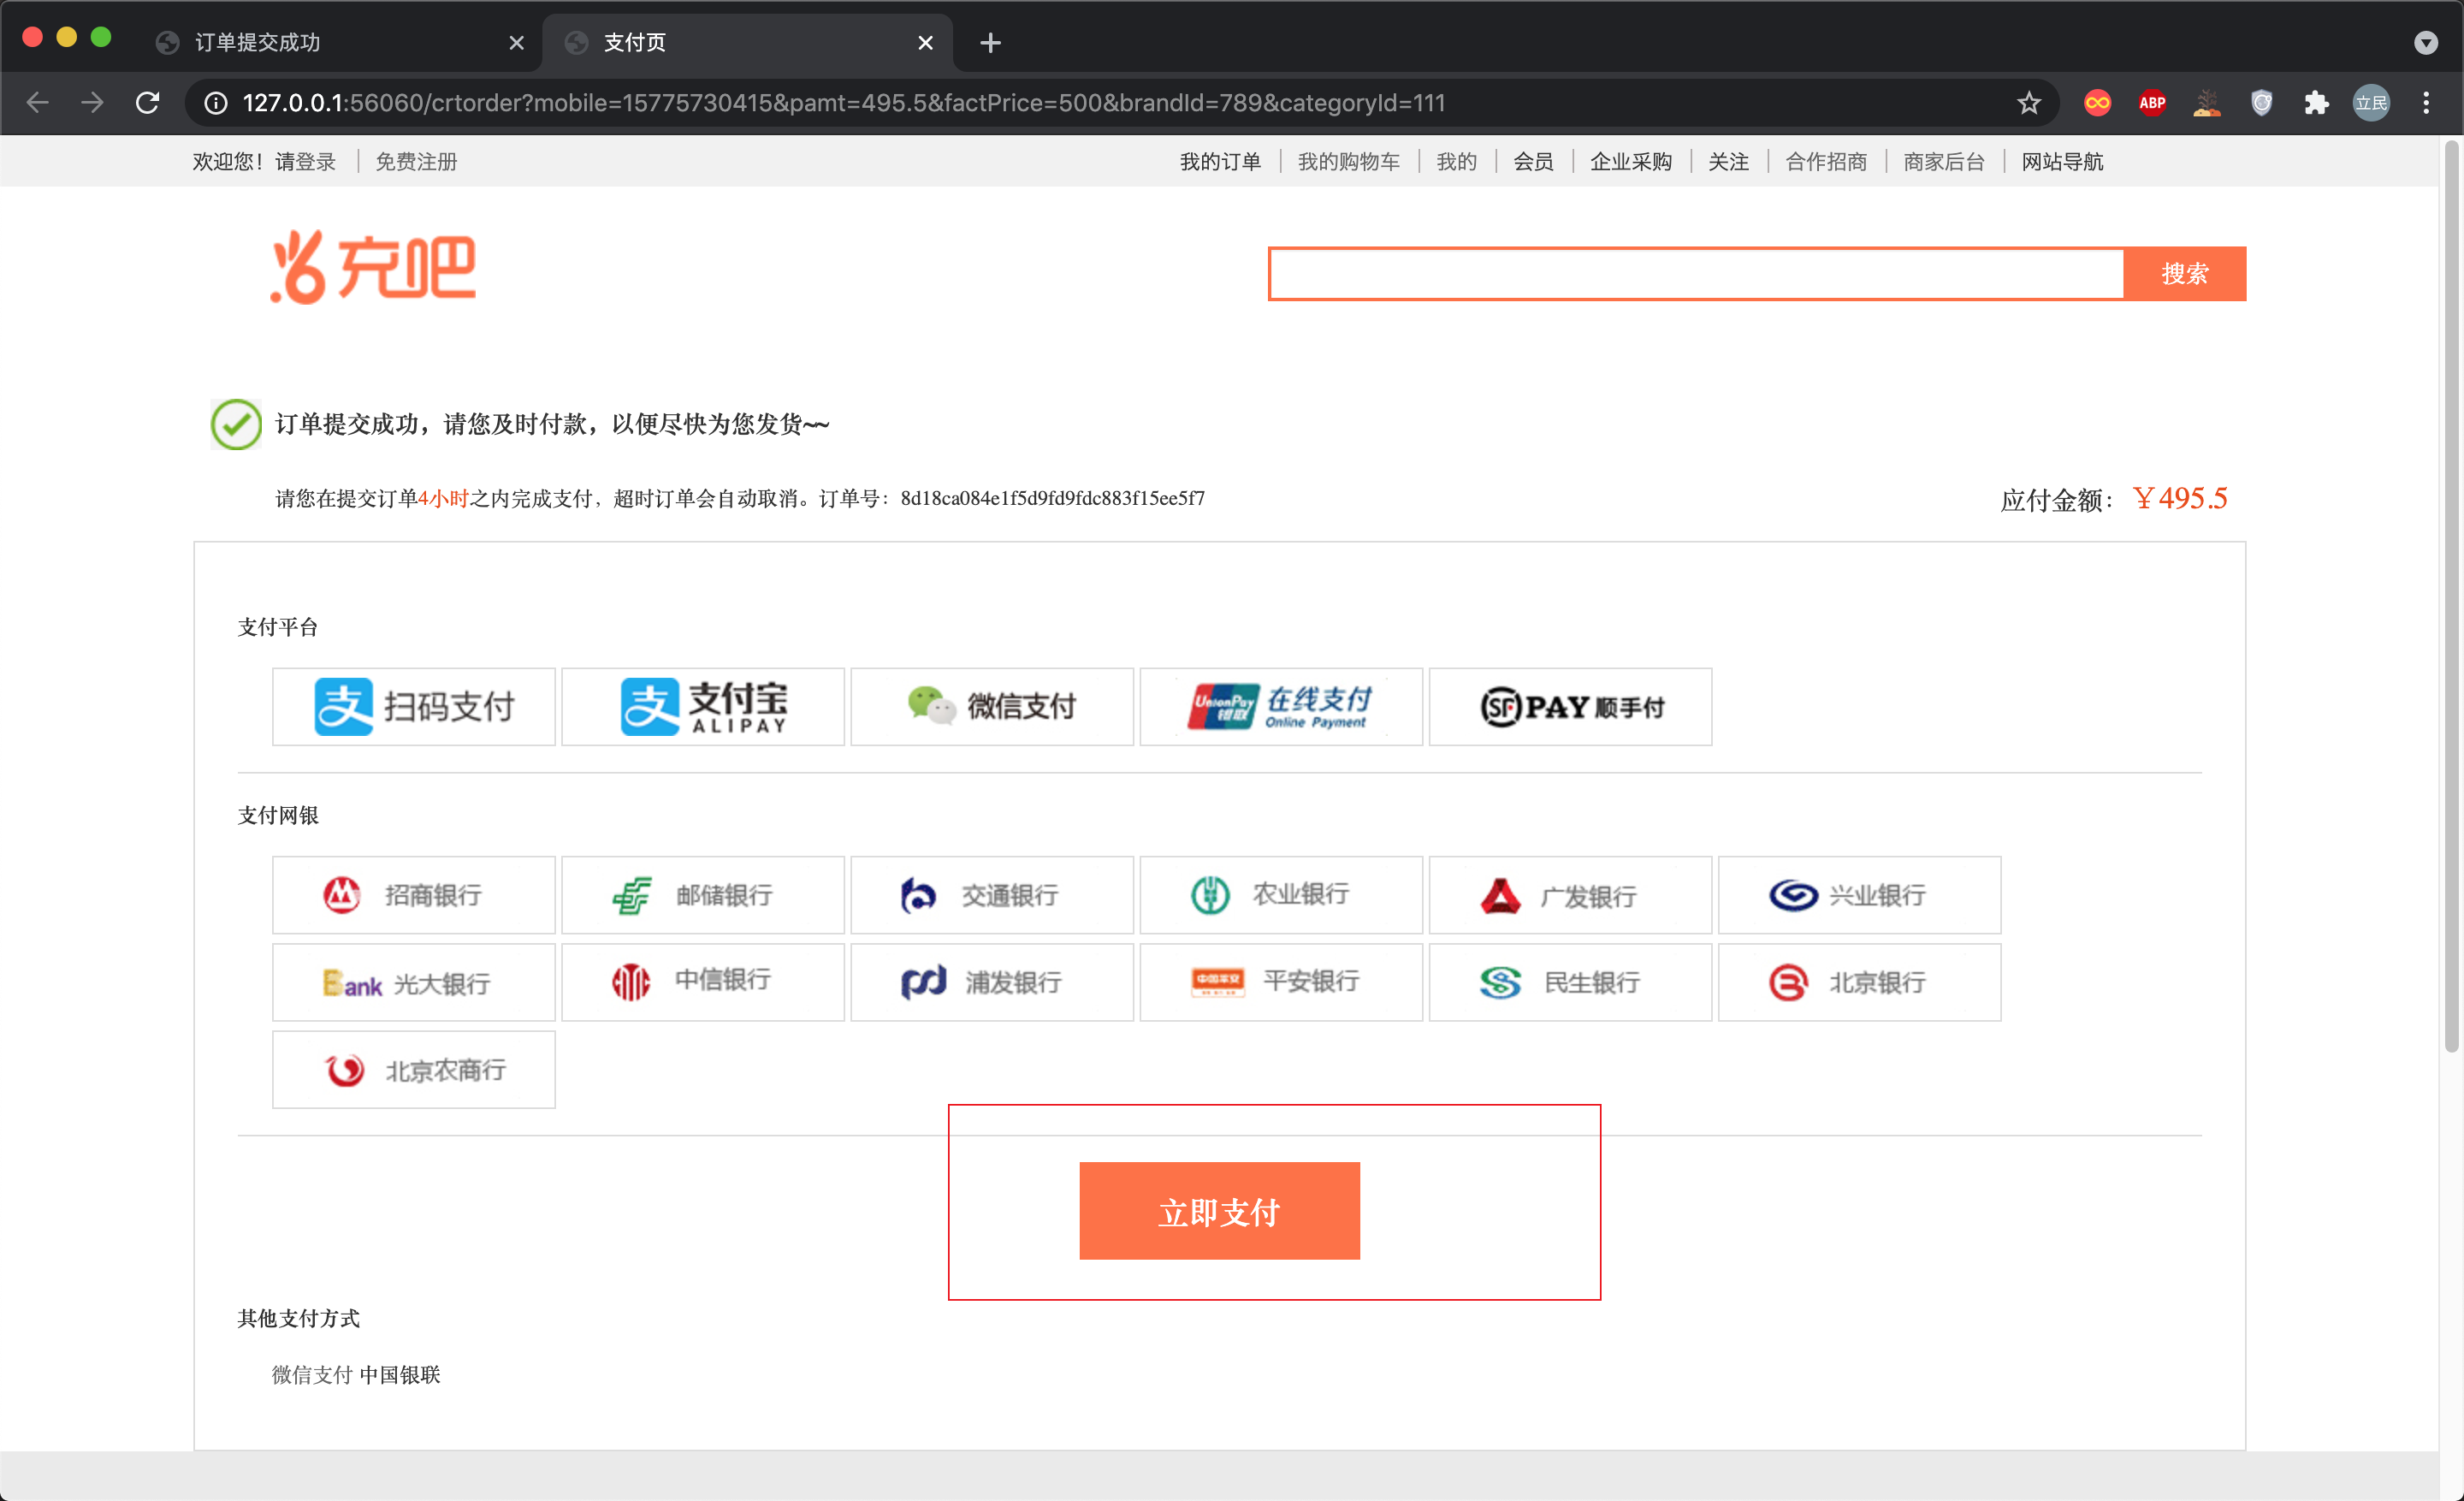 订单提交成功
支付页
127.0.0.1:56060/crtorder?mobile=15775730415&pamt=495.5&factPrice=500&brandId=789&categoryId=111
ABP
立民
欢迎您！请登录 免费注册
我的订单 我的购物车 我的 会员 企业采购 关注 合作招商 商家后台 网站导航
充吧
搜索
订单提交成功，请您及时付款，以便尽快为您发货~~
请您在提交订单4小时之内完成支付，超时订单会自动取消。订单号：8d18ca084e1f5d9fd9fdc883f15ee5f7
应付金额：￥495.5
支付平台
支 扫码支付
支 支付宝 ALIPAY
微信支付
UnionPay 银联 在线支付 Online Payment
SF PAY 顺手付
支付网银
招商银行 邮储银行 交通银行 农业银行 广发银行 兴业银行
Bank 光大银行 中信银行 浦发银行 中国平安 平安银行 民生银行 北京银行
北京农商行
立即支付
其他支付方式
微信支付 中国银联